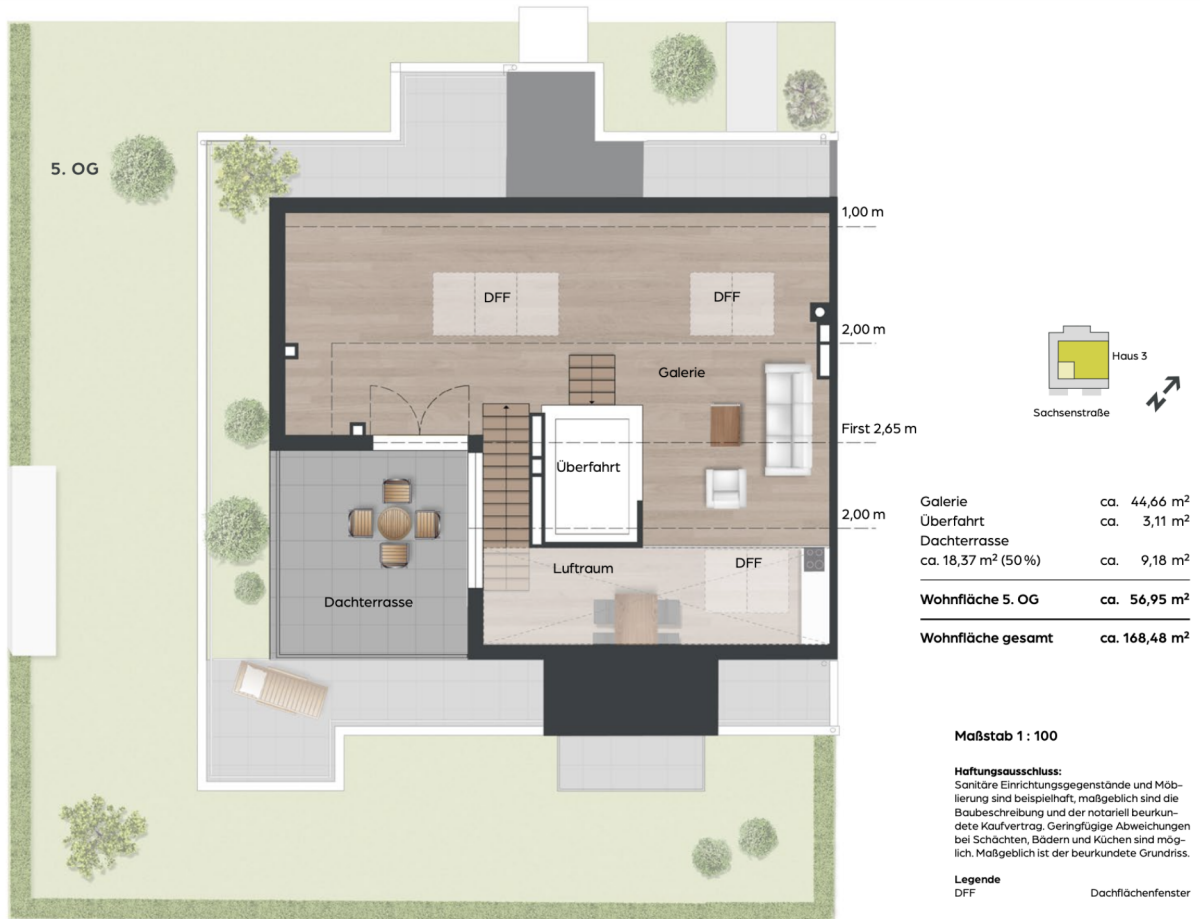 5. OG
1,00 m
DFF
DFF
2,00 m
Galerie
First 2,65 m
Überfahrt
2,00 m
Luftraum
DFF
Dachterrasse
Haus 3
Sachsenstraße
N
Galerie ca. 44,66 m²
Überfahrt ca. 3,11 m²
Dachterrasse
ca. 18,37 m² (50%) ca. 9,18 m²
Wohnfläche 5. OG ca. 56,95 m²
Wohnfläche gesamt ca. 168,48 m²
Maßstab 1 : 100
Haftungsausschluss:
Sanitäre Einrichtungsgegenstände und Möb-
lierung sind beispielhaft, maßgeblich sind die
Baubeschreibung und der notariell beurkun-
dete Kaufvertrag. Geringfügige Abweichungen
bei Schächten, Bädern und Küchen sind mög-
lich. Maßgeblich ist der beurkundete Grundriss.
Legende
DFF Dachflächenfenster